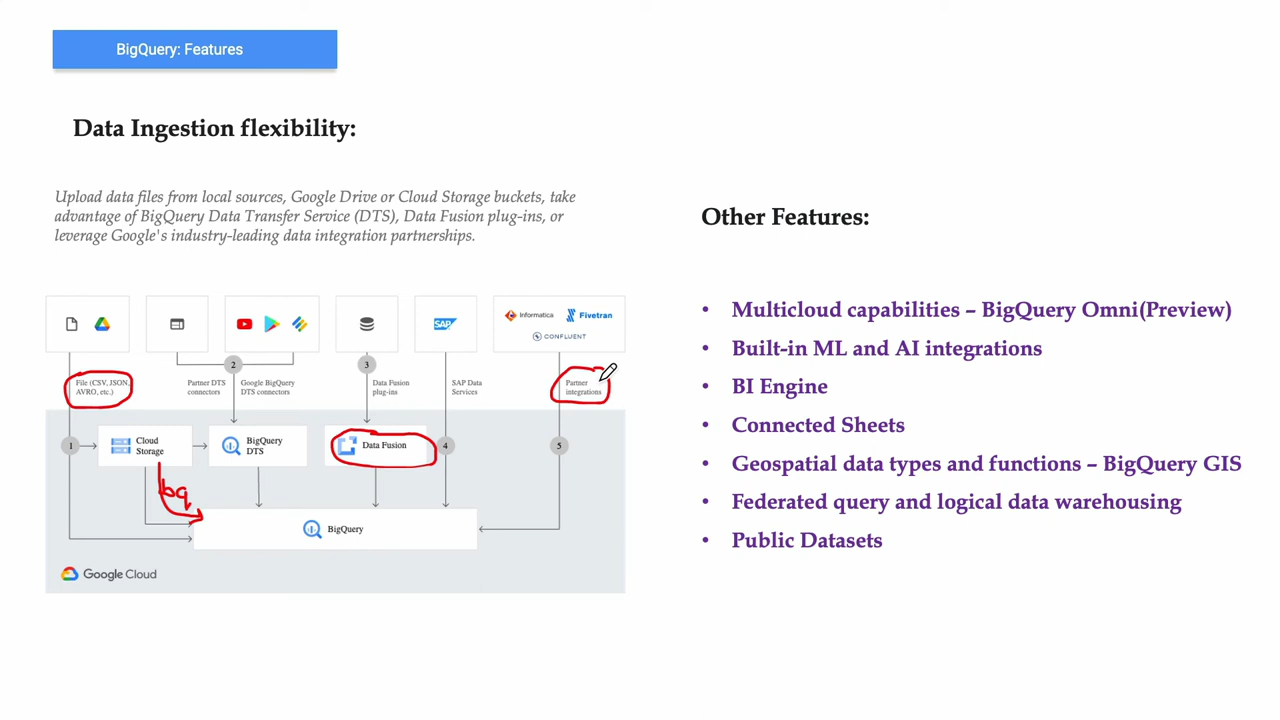 BigQuery: Features
Data Ingestion flexibility:
Upload data files from local sources, Google Drive or Cloud Storage buckets, take
advantage of BigQuery Data Transfer Service (DTS), Data Fusion plug-ins, or
leverage Google's industry-leading data integration partnerships.
SAP
Informatica
Fivetran
CONFLUENT
2
3
File (CSV, JSON,
AVRO, etc.)
Partner DTS
connectors
Google BigQuery
DTS connectors
Data Fusion
plug-ins
SAP Data
Services
Partner
integrations
1
Cloud
Storage
BigQuery
DTS
Data Fusion
4
5
bq
BigQuery
Google Cloud
Other Features:
• Multicloud capabilities – BigQuery Omni(Preview)
• Built-in ML and AI integrations
• BI Engine
• Connected Sheets
• Geospatial data types and functions – BigQuery GIS
• Federated query and logical data warehousing
• Public Datasets